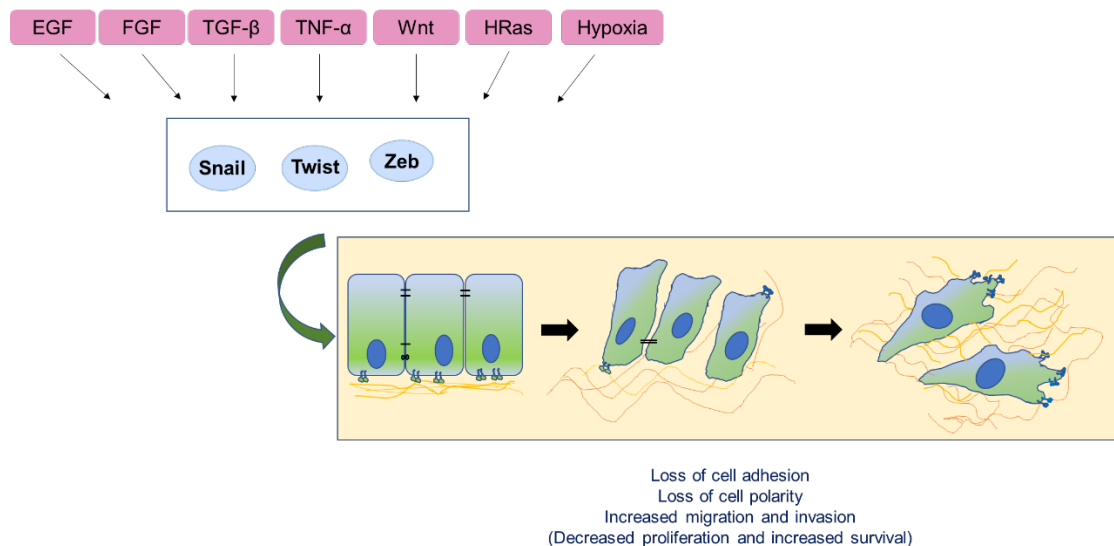 EGF FGF TGF-β TNF-α Wnt HRas Hypoxia
Snail Twist Zeb
Loss of cell adhesion
Loss of cell polarity
Increased migration and invasion
(Decreased proliferation and increased survival)